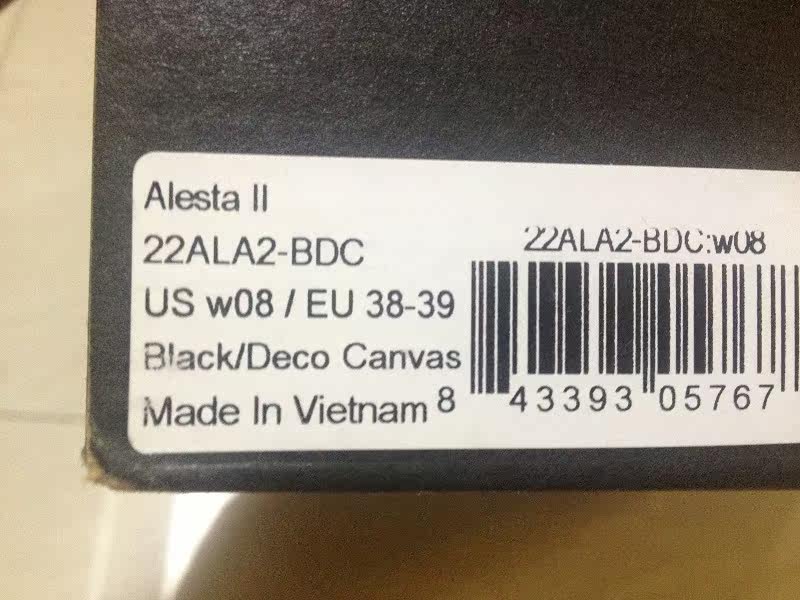 Alesta II
22ALA2-BDC
US w08 / EU 38-39
Black/Deco Canvas
Made In Vietnam
22ALA2-BDC:w08
8 43393 05767